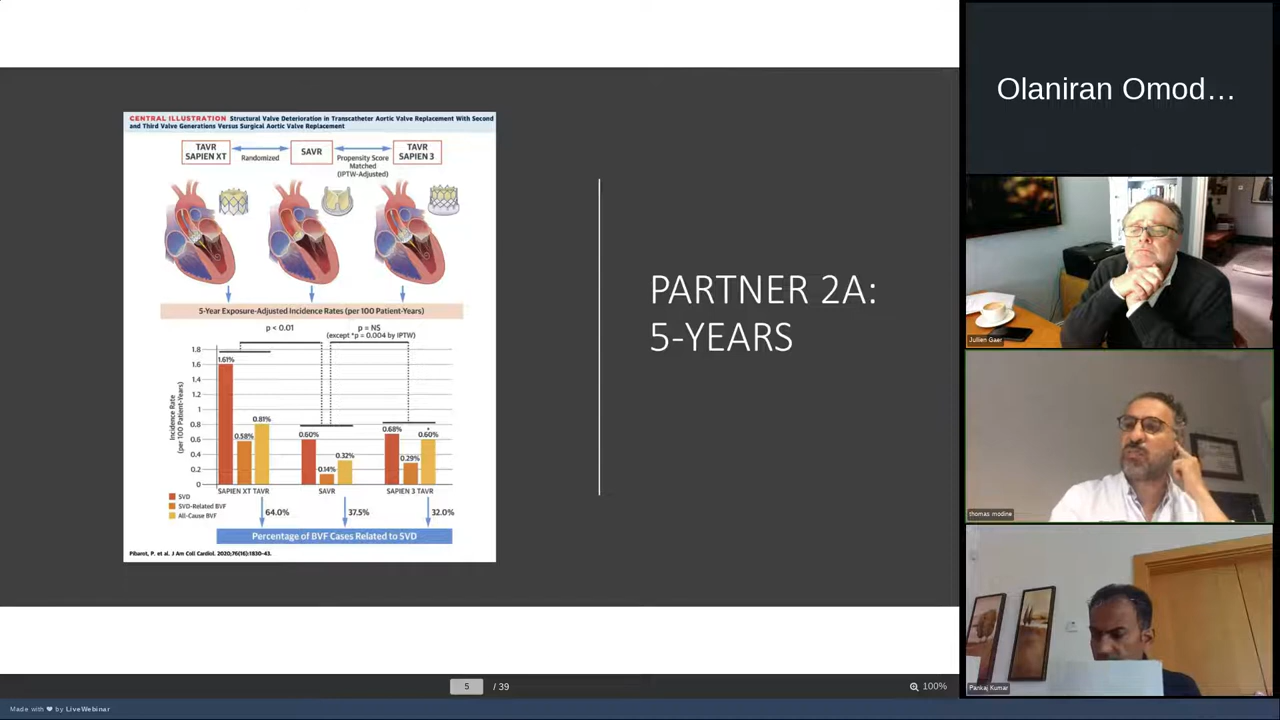 CENTRAL ILLUSTRATION Structural Valve Deterioration in Transcatheter Aortic Valve Replacement With Second
and Third Valve Generations Versus Surgical Aortic Valve Replacement
TAVR
SAPIEN XT
Randomized
SAVR
Propensity Score
Matched
(IPTW-Adjusted)
TAVR
SAPIEN 3
5-Year Exposure-Adjusted Incidence Rates (per 100 Patient-Years)
p < 0.01
p = NS
(except *p = 0.004 by IPTW)
Incidence Rate
(per 100 Patient-Years)
1.8
1.6
1.4
1.2
1
0.8
0.6
0.4
0.2
0
1.61%
0.58%
0.81%
0.60%
0.14%
0.32%
0.68%
0.29%
*
0.60%
SAPIEN XT TAVR
SAVR
SAPIEN 3 TAVR
SVD
SVD-Related BVF
All-Cause BVF
64.0%
37.5%
32.0%
Percentage of BVF Cases Related to SVD
Pibarot, P. et al. J Am Coll Cardiol. 2020;76(16):1830-43.
PARTNER 2A:
5-YEARS
5 / 39
100%
Made with ❤ by LiveWebinar
Olaniran Omod...
Jullien Gaer
thomas modine
Pankaj Kumar